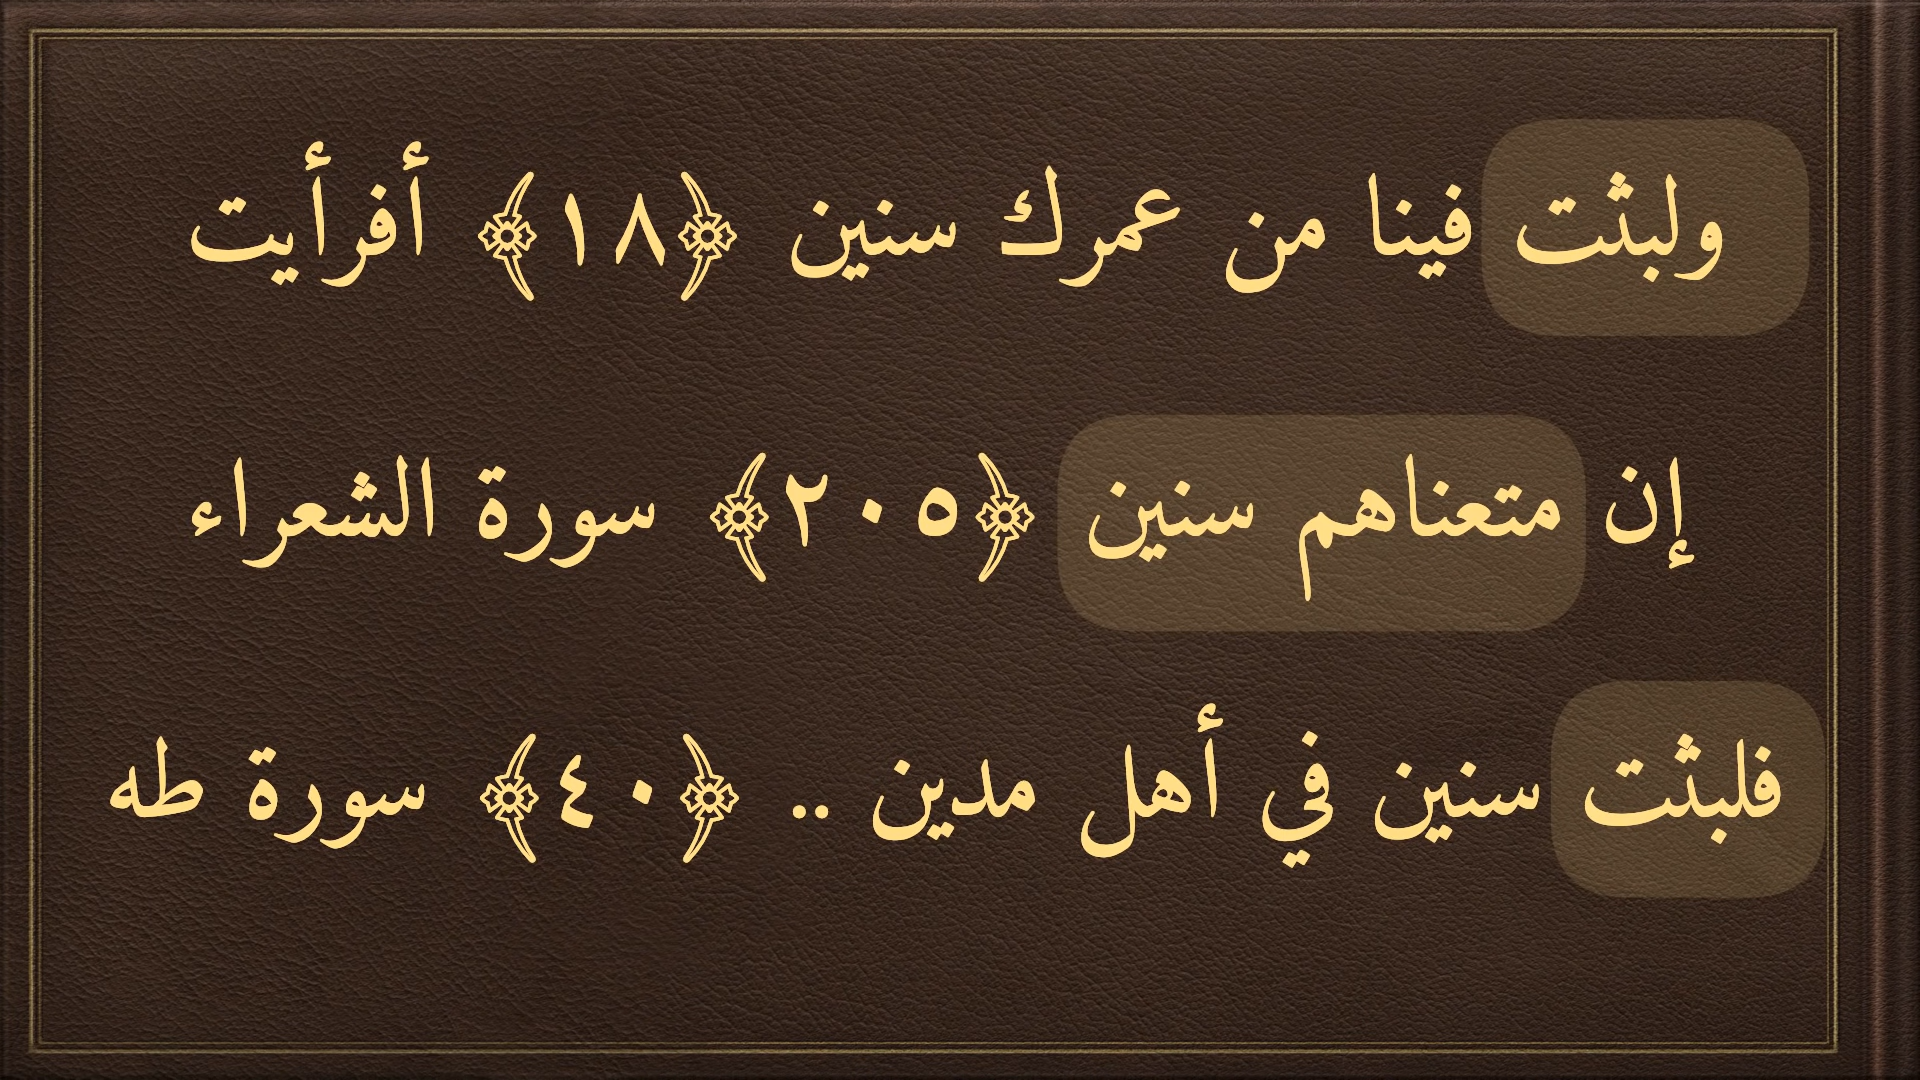 ولبثت فينا من عمرك سنين ﴿١٨﴾ أفرأيت
إن متعناهم سنين ﴿٢٠٥﴾ سورة الشعراء
فلبثت سنين في أهل مدين .. ﴿٤٠﴾ سورة طه